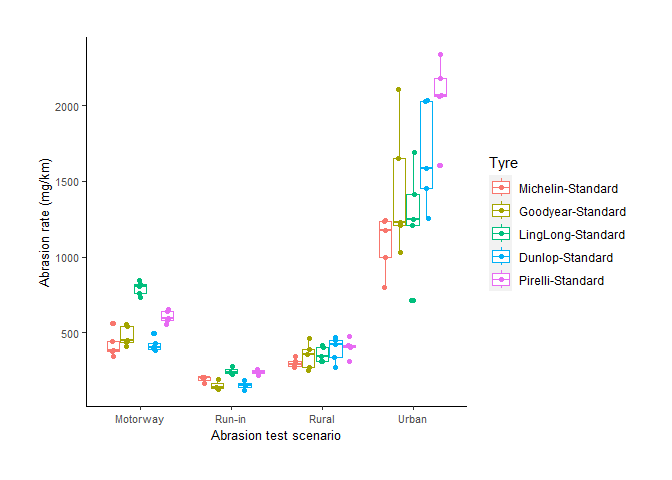 Abrasion rate (mg/km)
2000
1500
1000
500
Motorway Run-in Rural Urban
Abrasion test scenario
Tyre
Michelin-Standard
Goodyear-Standard
LingLong-Standard
Dunlop-Standard
Pirelli-Standard